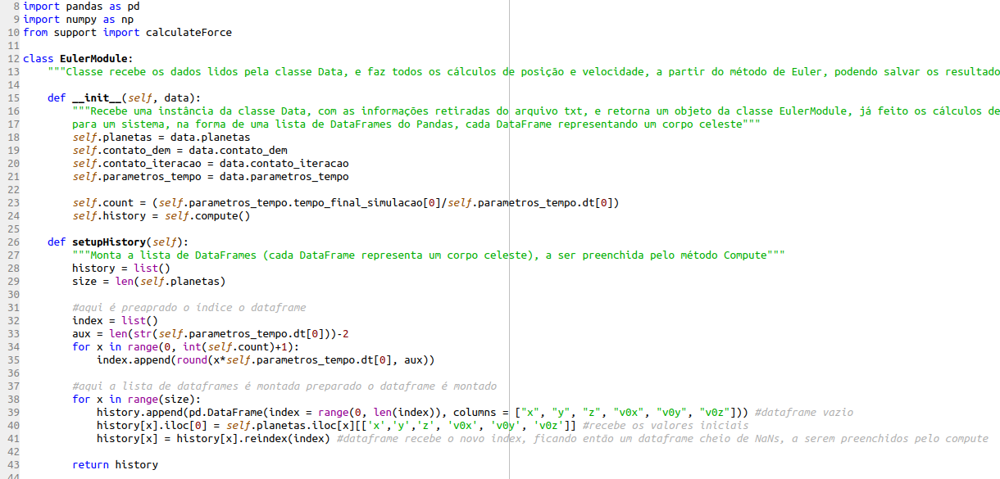 8 import pandas as pd
9 import numpy as np
10 from support import calculateForce
11
12 class EulerModule:
13     """Classe recebe os dados lidos pela classe Data, e faz todos os cálculos de posição e velocidade, a partir do método de Euler, podendo salvar os resultado
14
15     def __init__(self, data):
16         """Recebe uma instância da classe Data, com as informações retiradas do arquivo txt, e retorna um objeto da classe EulerModule, já feito os cálculos de
17         para um sistema, na forma de uma lista de DataFrames do Pandas, cada DataFrame representando um corpo celeste"""
18         self.planetas = data.planetas
19         self.contato_dem = data.contato_dem
20         self.contato_iteracao = data.contato_iteracao
21         self.parametros_tempo = data.parametros_tempo
22
23         self.count = (self.parametros_tempo.tempo_final_simulacao[0]/self.parametros_tempo.dt[0])
24         self.history = self.compute()
25
26     def setupHistory(self):
27         """Monta a lista de DataFrames (cada DataFrame representa um corpo celeste), a ser preenchida pelo método Compute"""
28         history = list()
29         size = len(self.planetas)
30
31         #aqui é preaprado o indice o dataframe
32         index = list()
33         aux = len(str(self.parametros_tempo.dt[0]))-2
34         for x in range(0, int(self.count)+1):
35             index.append(round(x*self.parametros_tempo.dt[0], aux))
36
37         #aqui a lista de dataframes é montada preparado o dataframe é montado
38         for x in range(size):
39             history.append(pd.DataFrame(index = range(0, len(index)), columns = ["x", "y", "z", "v0x", "v0y", "v0z"])) #dataframe vazio
40             history[x].iloc[0] = self.planetas.iloc[x][['x','y','z', 'v0x', 'v0y', 'v0z']] #recebe os valores iniciais
41             history[x] = history[x].reindex(index) #dataframe recebe o novo index, ficando então um dataframe cheio de NaNs, a serem preenchidos pelo compute
42
43         return history
44